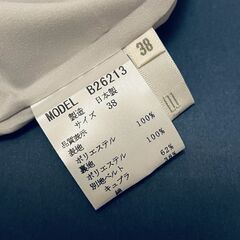 38
MODEL B26213
製造 日本製
サイズ 38
品質表示
表地
ポリエステル 100%
裏地
ポリエステル 100%
別地ベルト
キュプラ 62%